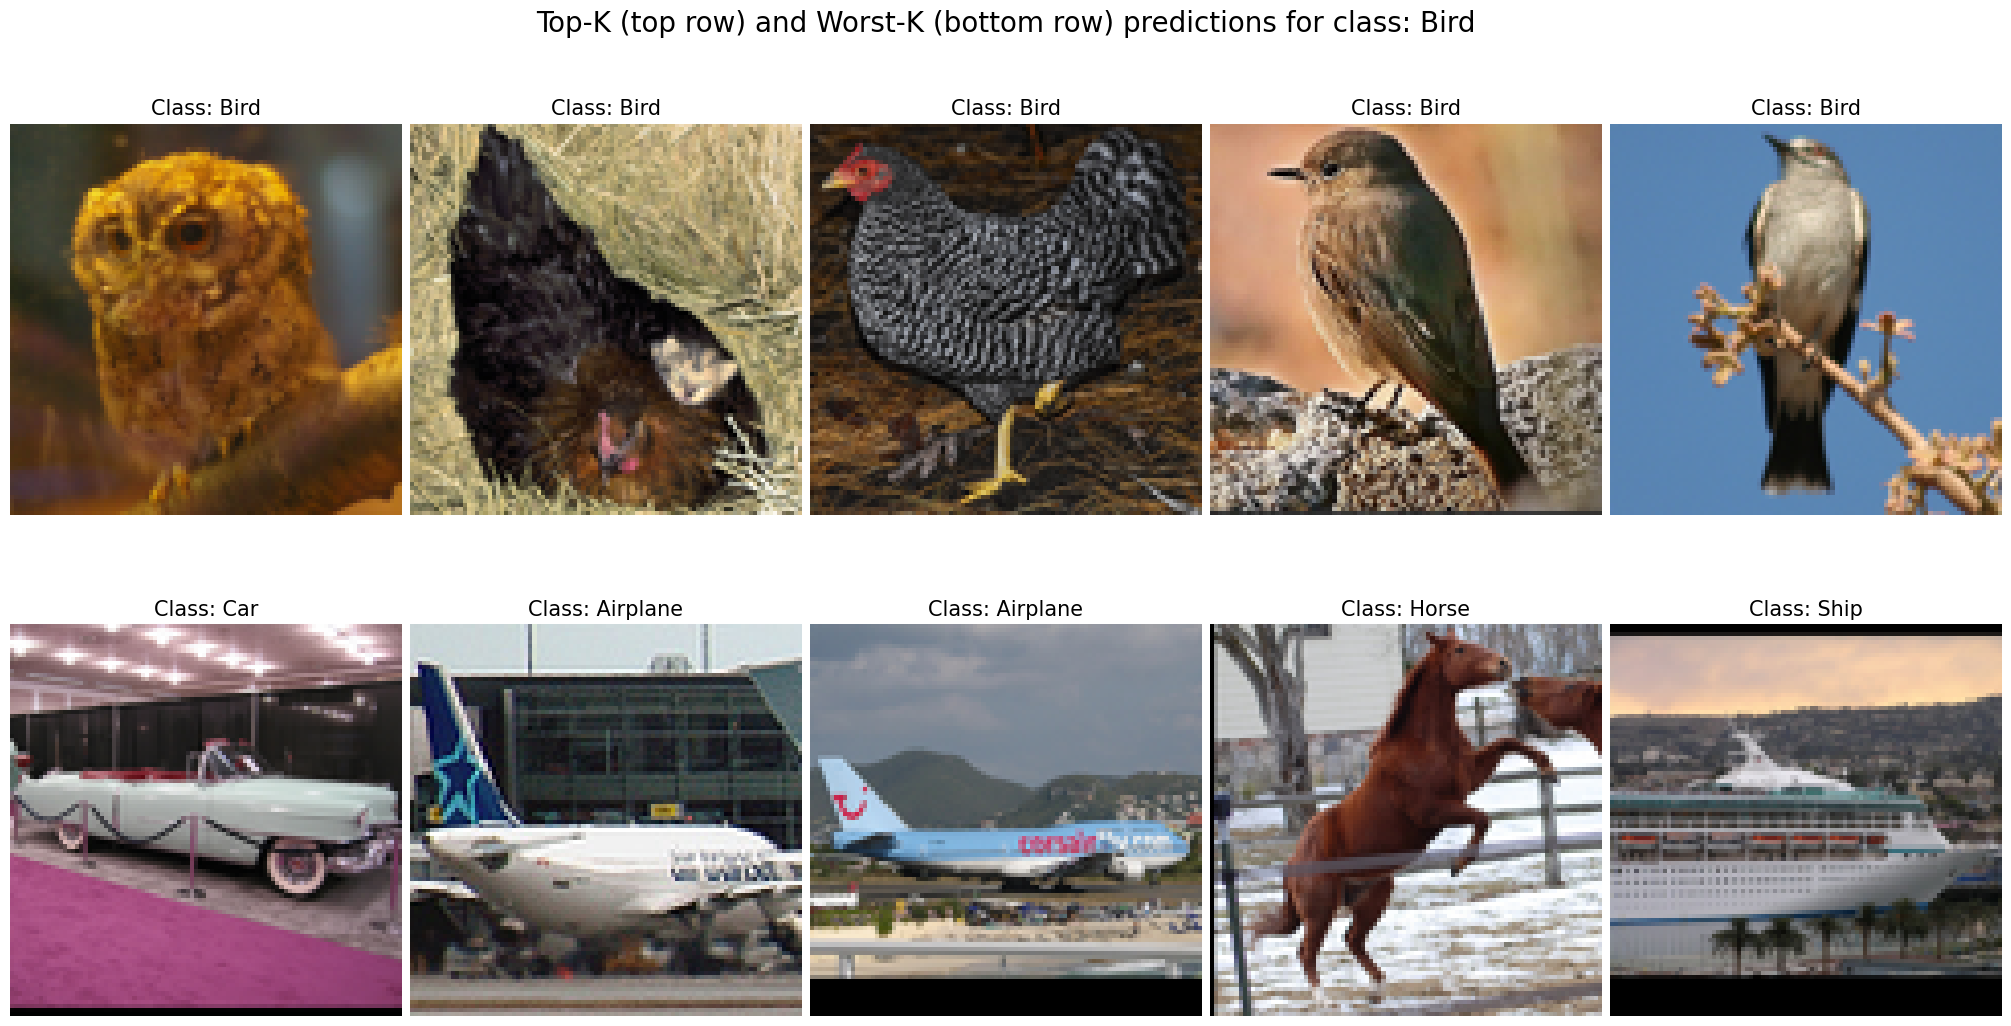 Top-K (top row) and Worst-K (bottom row) predictions for class: Bird
Class: Bird
Class: Bird
Class: Bird
Class: Bird
Class: Bird
Class: Car
Class: Airplane
Class: Airplane
Class: Horse
Class: Ship
corsair